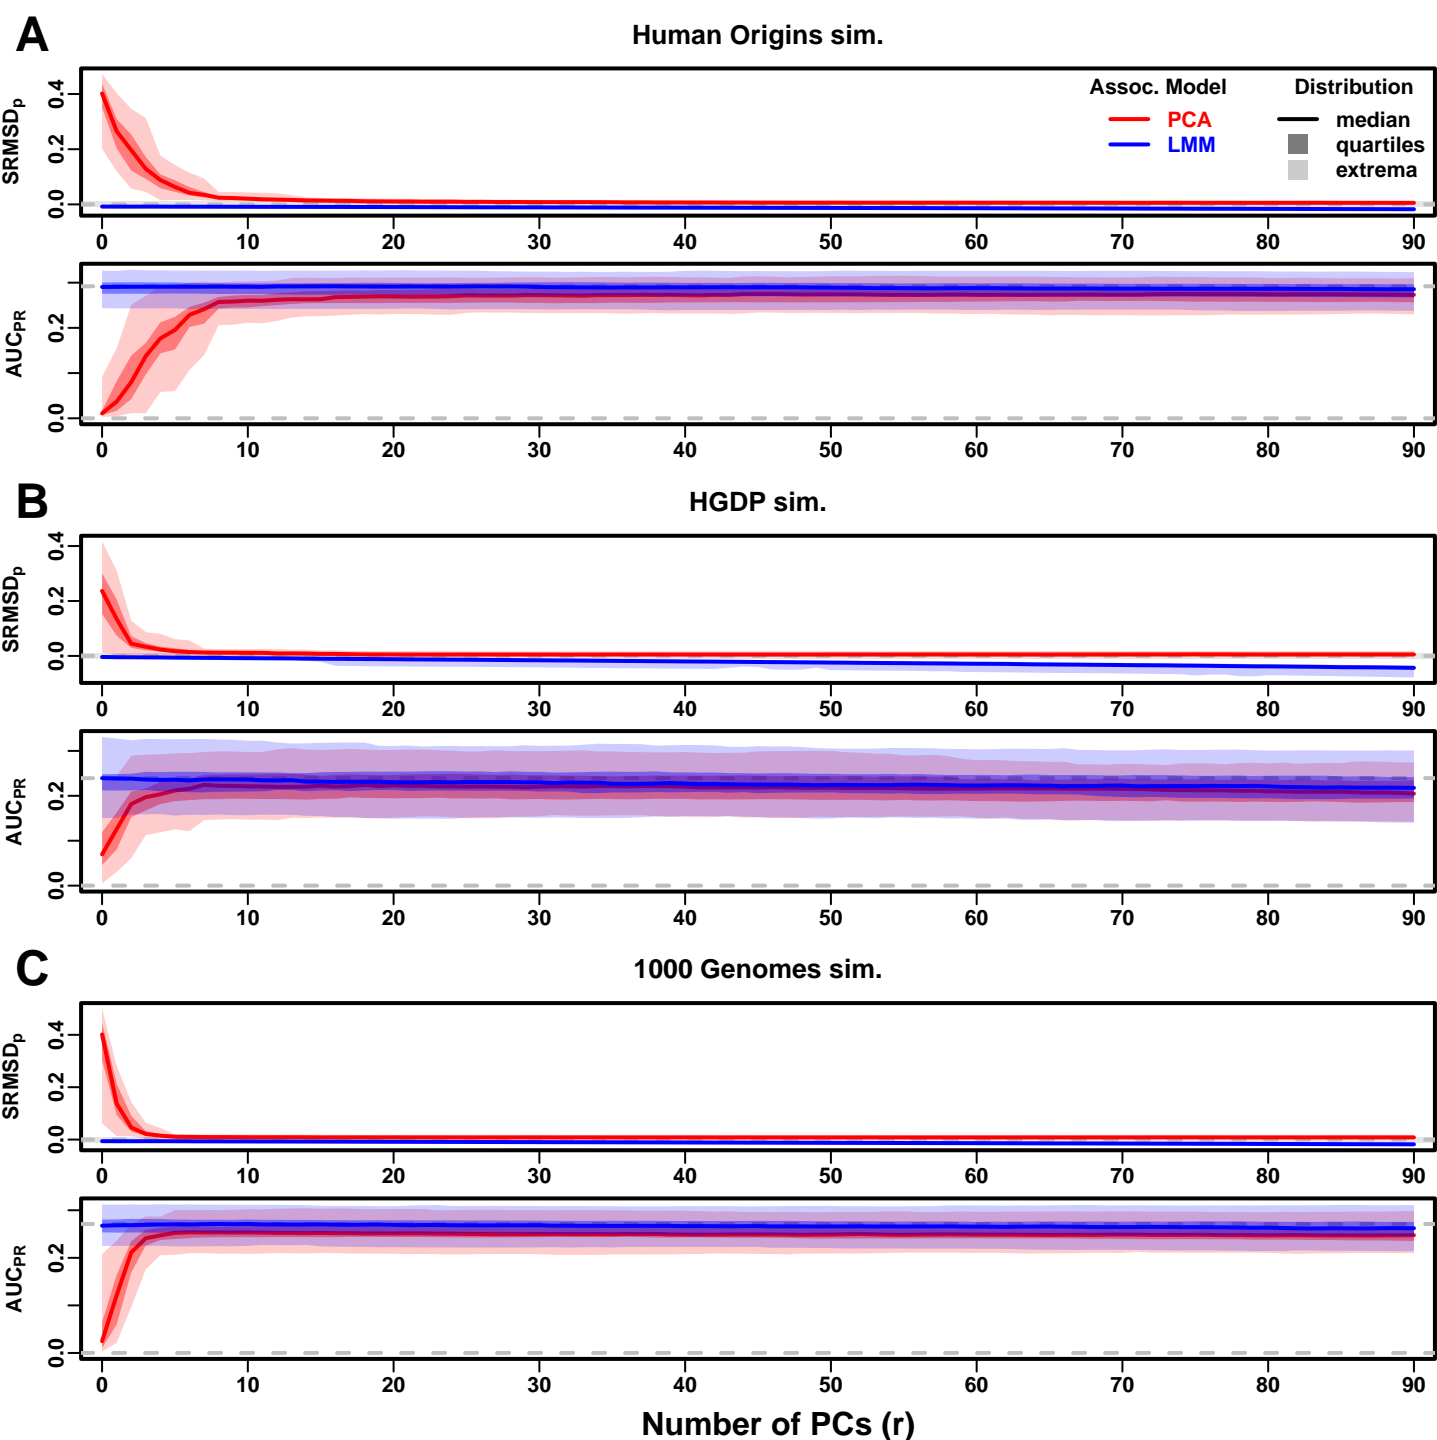 A
Human Origins sim.
SRMSDp
0.0 0.2 0.4
Assoc. Model
PCA
LMM
Distribution
median
quartiles
extrema
0 10 20 30 40 50 60 70 80 90
AUCPR
0.0 0.2
0 10 20 30 40 50 60 70 80 90
B
HGDP sim.
SRMSDp
0.0 0.2 0.4
0 10 20 30 40 50 60 70 80 90
AUCPR
0.0 0.2
0 10 20 30 40 50 60 70 80 90
C
1000 Genomes sim.
SRMSDp
0.0 0.2 0.4
0 10 20 30 40 50 60 70 80 90
AUCPR
0.0 0.2
0 10 20 30 40 50 60 70 80 90
Number of PCs (r)